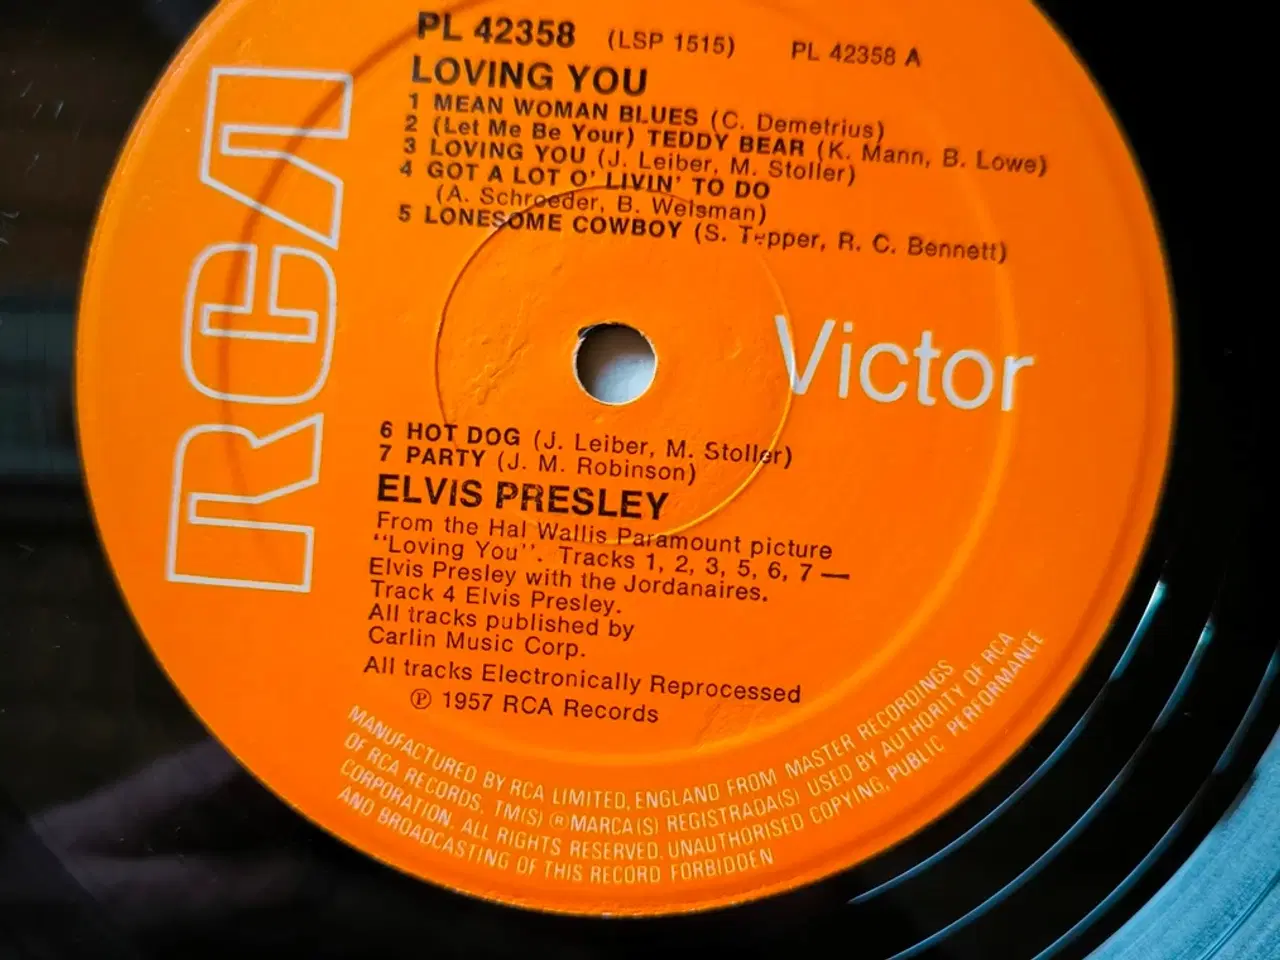 PL 42358 (LSP 1515) PL 42358 A
LOVING YOU
1 MEAN WOMAN BLUES (C. Demetrius)
2 (Let Me Be Your) TEDDY BEAR (K. Mann, B. Lowe)
3 LOVING YOU (J. Leiber, M. Stoller)
4 GOT A LOT O' LIVIN' TO DO
(A. Schroeder, B. Weisman)
5 LONESOME COWBOY (S. Tepper, R. C. Bennett)
RCA
Victor
6 HOT DOG (J. Leiber, M. Stoller)
7 PARTY (J. M. Robinson)
ELVIS PRESLEY
From the Hal Wallis Paramount picture
"Loving You". Tracks 1, 2, 3, 5, 6, 7 —
Elvis Presley with the Jordanaires.
Track 4 Elvis Presley.
All tracks published by
Carlin Music Corp.
All tracks Electronically Reprocessed
℗ 1957 RCA Records
MANUFACTURED BY RCA LIMITED, ENGLAND FROM MASTER RECORDINGS
OF RCA RECORDS, TM(S) ® MARCA(S) REGISTRADA(S) USED BY AUTHORITY OF RCA
CORPORATION. ALL RIGHTS RESERVED. UNAUTHORISED COPYING, PUBLIC PERFORMANCE
AND BROADCASTING OF THIS RECORD FORBIDDEN